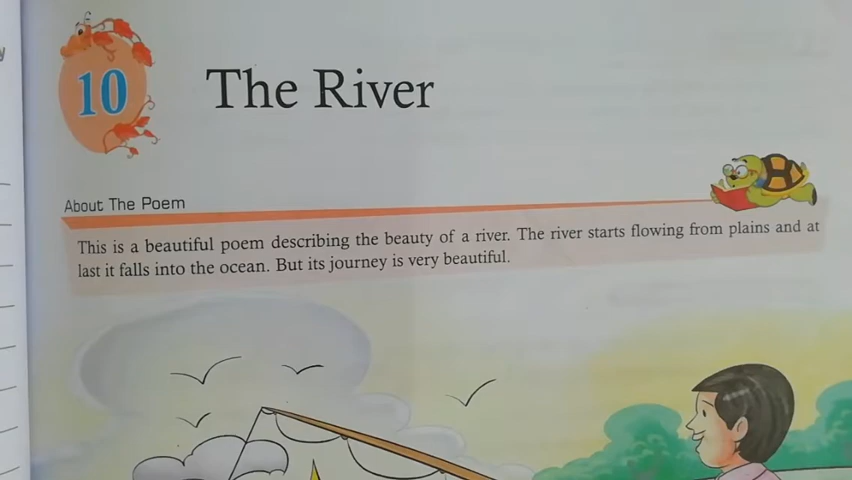 10
The River
About The Poem
This is a beautiful poem describing the beauty of a river. The river starts flowing from plains and at
last it falls into the ocean. But its journey is very beautiful.